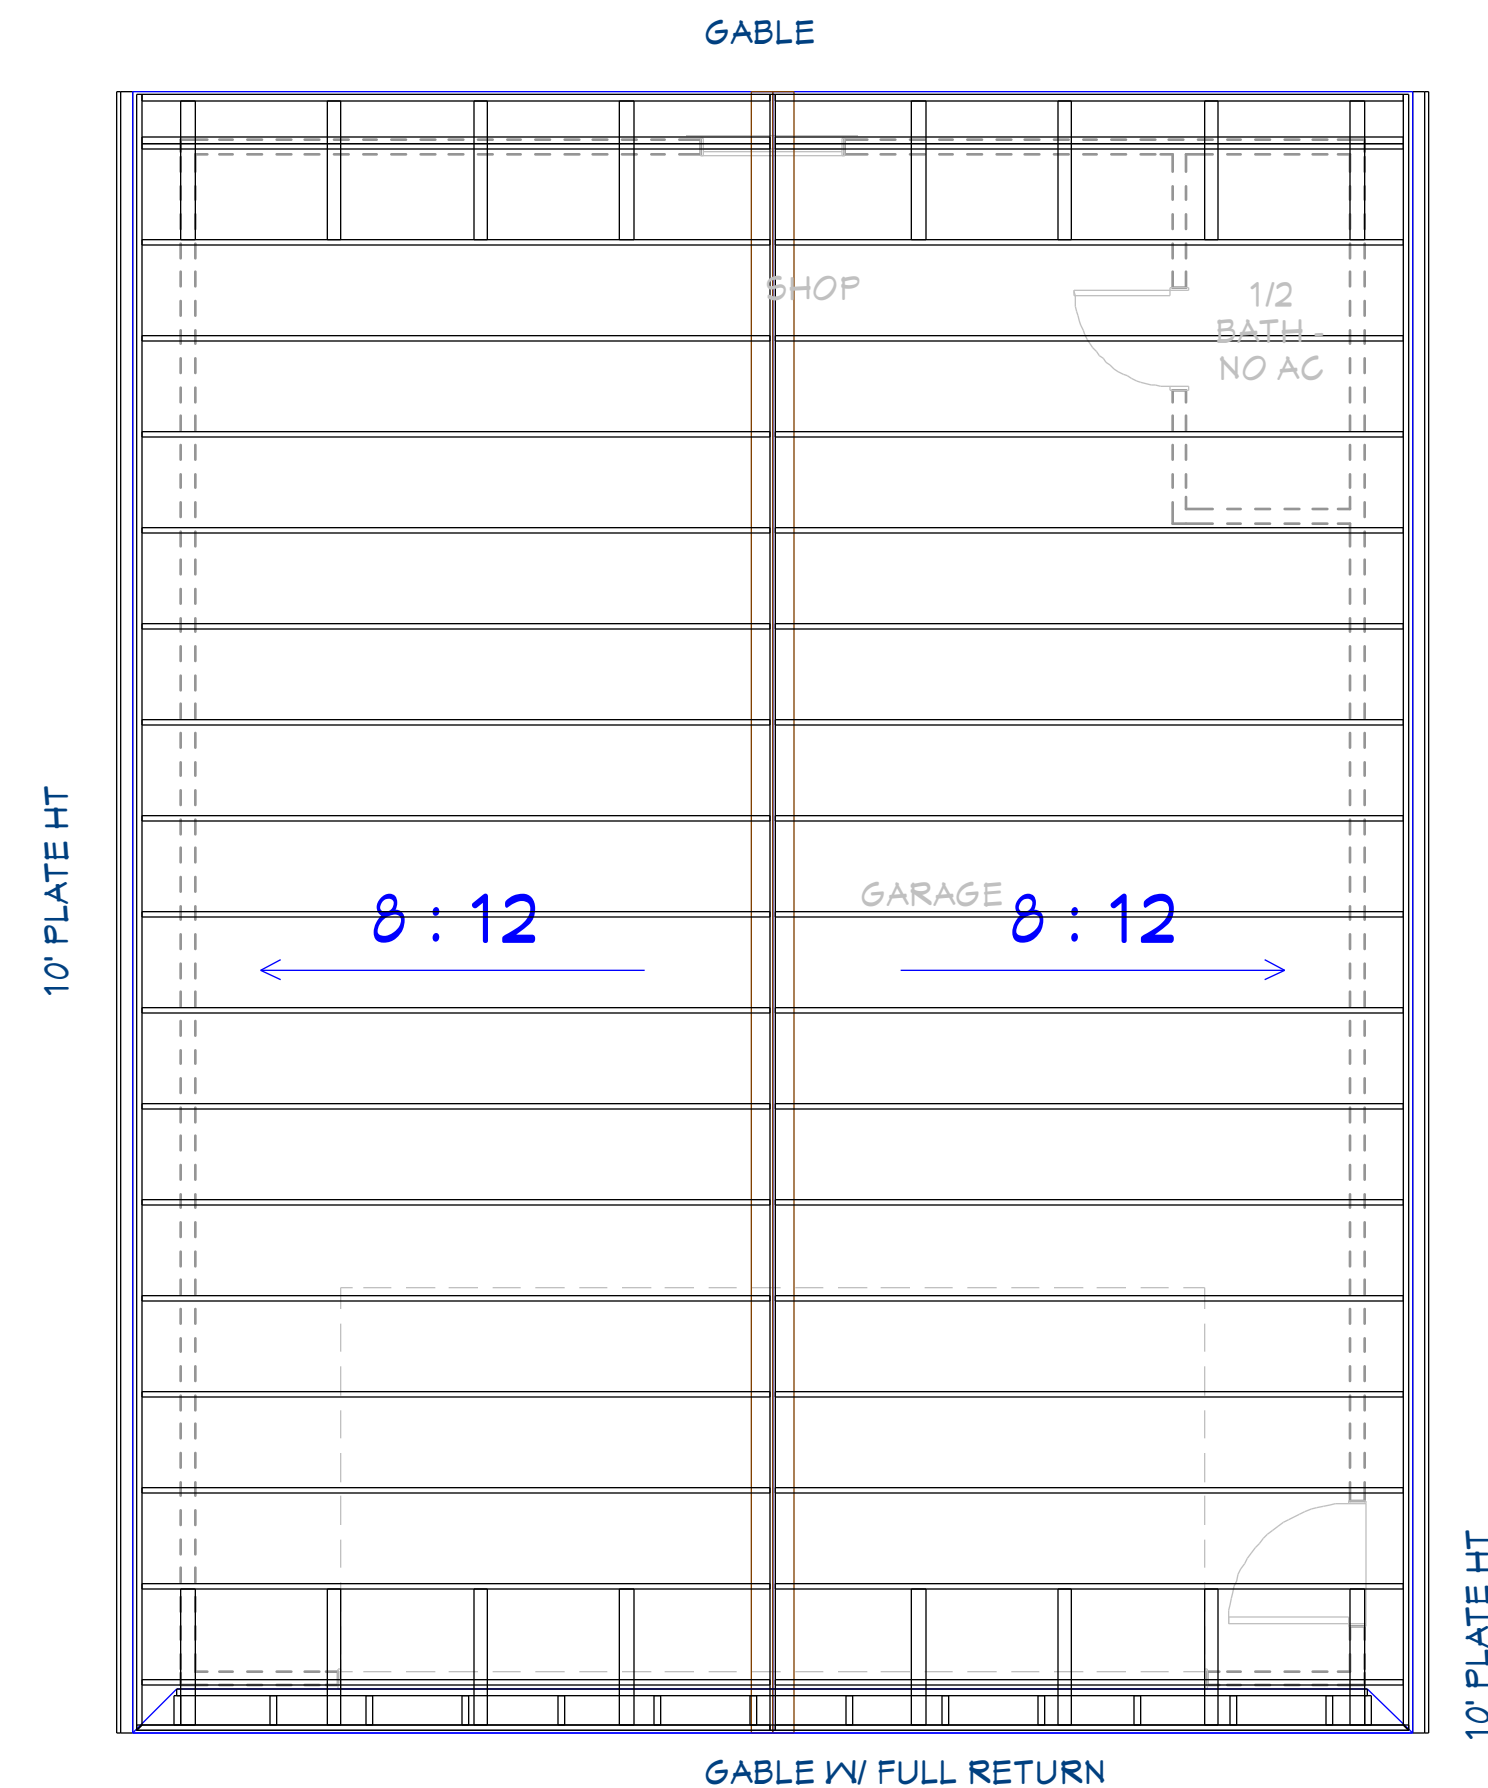 GABLE
SHOP
1/2
BATH -
NO AC
10' PLATE HT
GARAGE
8 : 12
8 : 12
10' PLATE HT
GABLE W/ FULL RETURN